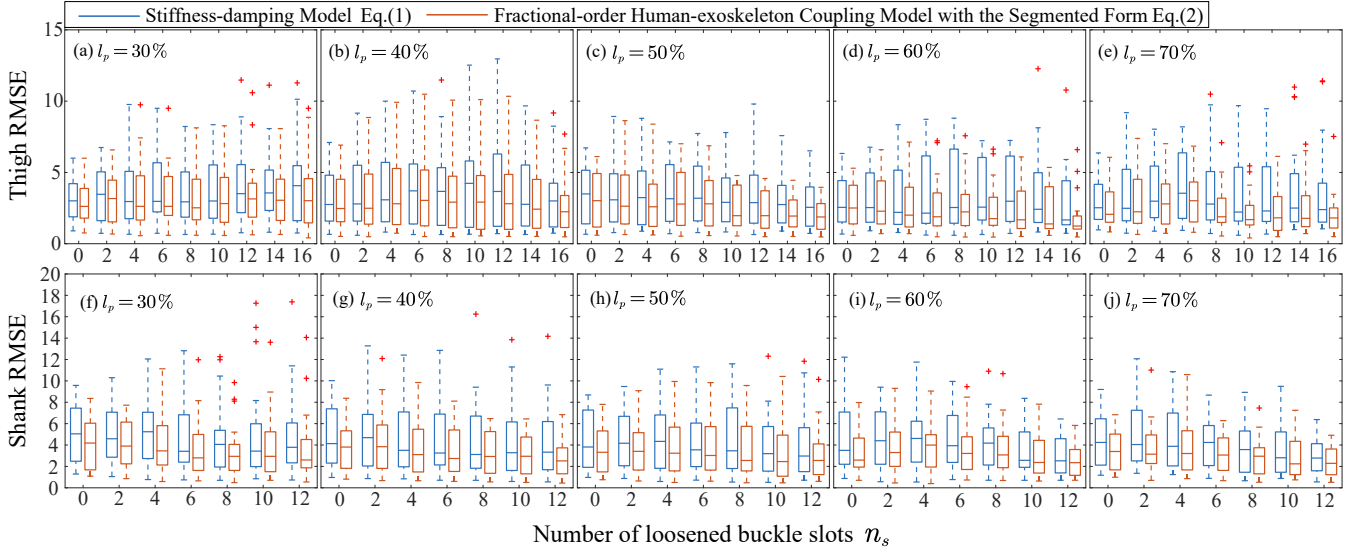 Stiffness-damping Model Eq.(1) Fractional-order Human-exoskeleton Coupling Model with the Segmented Form Eq.(2)
Thigh RMSE
15
10
5
0
(a) l_p = 30%
(b) l_p = 40%
(c) l_p = 50%
(d) l_p = 60%
(e) l_p = 70%
0 2 4 6 8 10 12 14 16 0 2 4 6 8 10 12 14 16 0 2 4 6 8 10 12 14 16 0 2 4 6 8 10 12 14 16 0 2 4 6 8 10 12 14 16
Shank RMSE
20
18
16
14
12
10
8
6
4
2
0
(f) l_p = 30%
(g) l_p = 40%
(h) l_p = 50%
(i) l_p = 60%
(j) l_p = 70%
0 2 4 6 8 10 12 0 2 4 6 8 10 12 0 2 4 6 8 10 12 0 2 4 6 8 10 12 0 2 4 6 8 10 12
Number of loosened buckle slots n_s